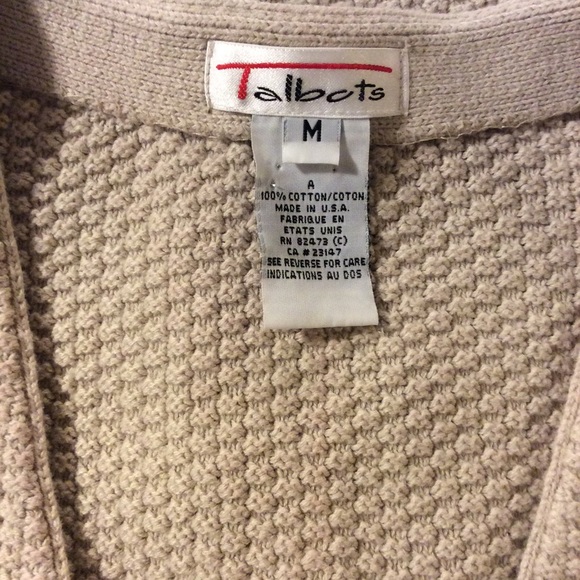 Talbots
M
A
100% COTTON/COTON
MADE IN U.S.A.
FABRIQUE EN
ETATS UNIS
RN 82473 (C)
CA # 23147
SEE REVERSE FOR CARE
INDICATIONS AU DOS